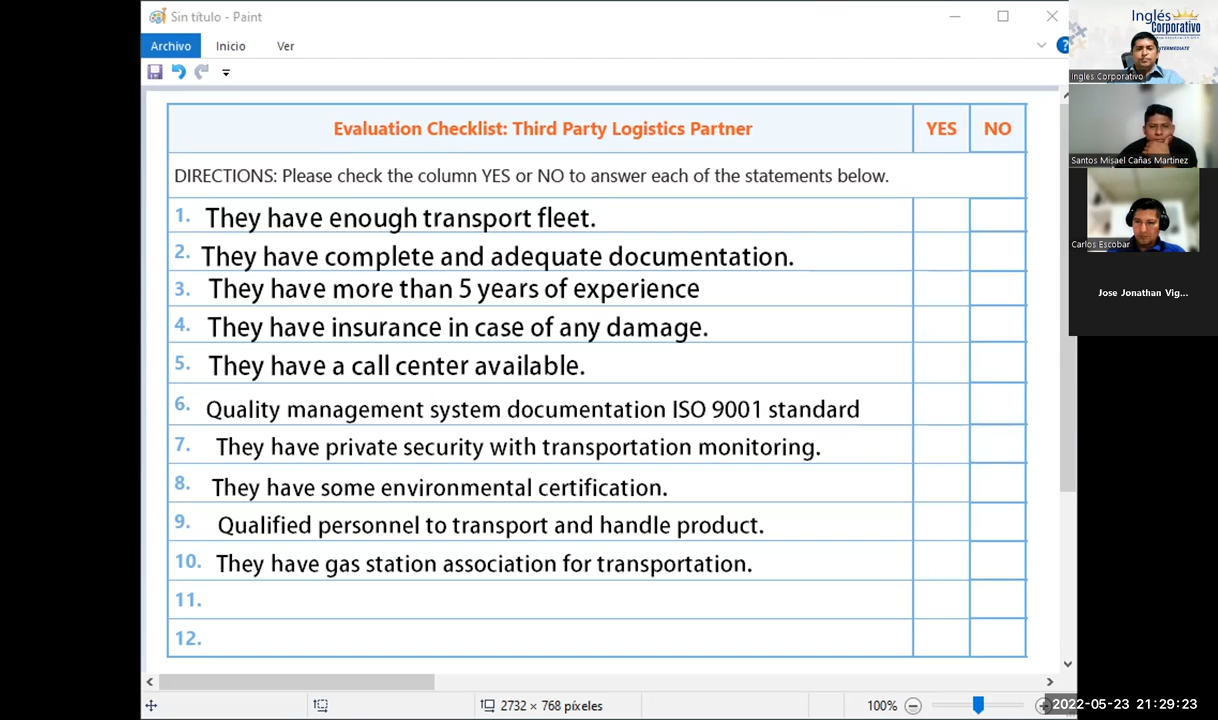 Sin título - Paint
Archivo Inicio Ver
Evaluation Checklist: Third Party Logistics Partner YES NO
DIRECTIONS: Please check the column YES or NO to answer each of the statements below.
1. They have enough transport fleet.
2. They have complete and adequate documentation.
3. They have more than 5 years of experience
4. They have insurance in case of any damage.
5. They have a call center available.
6. Quality management system documentation ISO 9001 standard
7. They have private security with transportation monitoring.
8. They have some environmental certification.
9. Qualified personnel to transport and handle product.
10. They have gas station association for transportation.
11.
12.
2732 × 768 píxeles 100%
Inglés
Corporativo
INTERMEDIATE
Ingles Corporativo
Santos Misael Cañas Martinez
Carlos Escobar
Jose Jonathan Vig...
2022-05-23 21:29:23